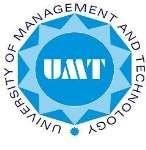 UNIVERSITY OF MANAGEMENT AND TECHNOLOGY
UMT